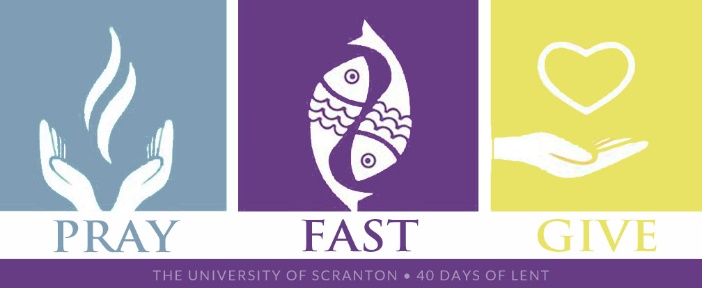 PRAY FAST GIVE
THE UNIVERSITY OF SCRANTON • 40 DAYS OF LENT